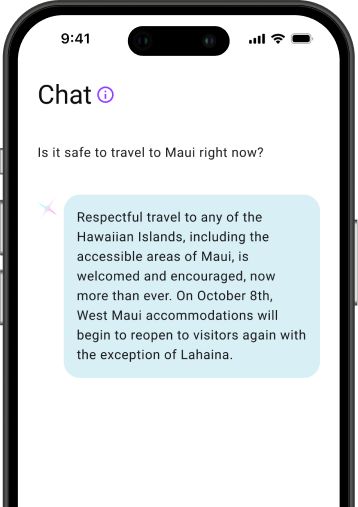 9:41
Chat
Is it safe to travel to Maui right now?
Respectful travel to any of the
Hawaiian Islands, including the
accessible areas of Maui, is
welcomed and encouraged, now
more than ever. On October 8th,
West Maui accommodations will
begin to reopen to visitors again with
the exception of Lahaina.